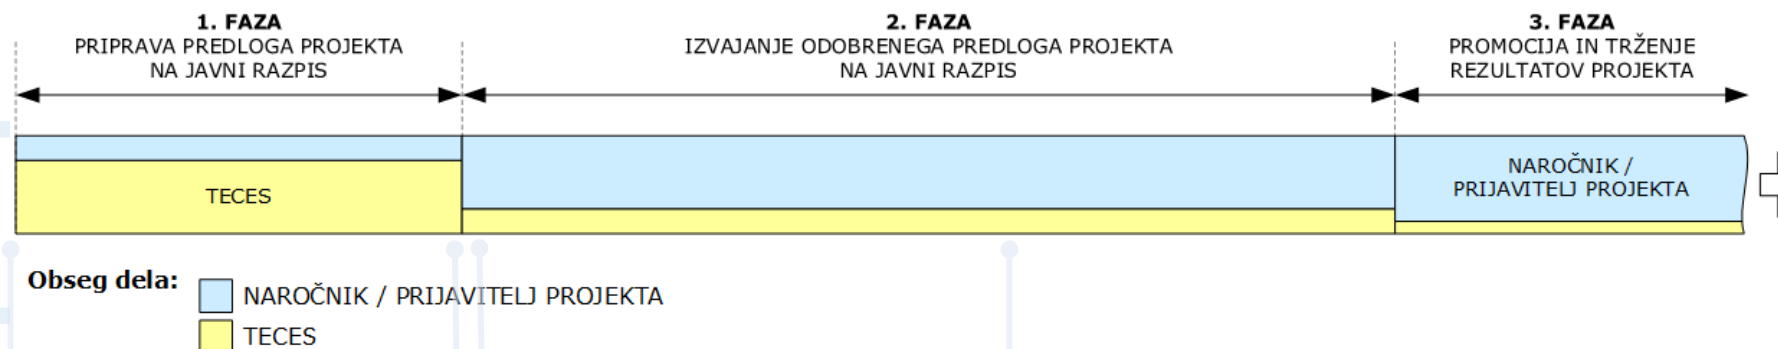 1. FAZA
PRIPRAVA PREDLOGA PROJEKTA
NA JAVNI RAZPIS
2. FAZA
IZVAJANJE ODOBRENEGA PREDLOGA PROJEKTA
NA JAVNI RAZPIS
3. FAZA
PROMOCIJA IN TRŽENJE
REZULTATOV PROJEKTA
TECES
NAROČNIK /
PRIJAVITELJ PROJEKTA
Obseg dela:
NAROČNIK / PRIJAVITELJ PROJEKTA
TECES